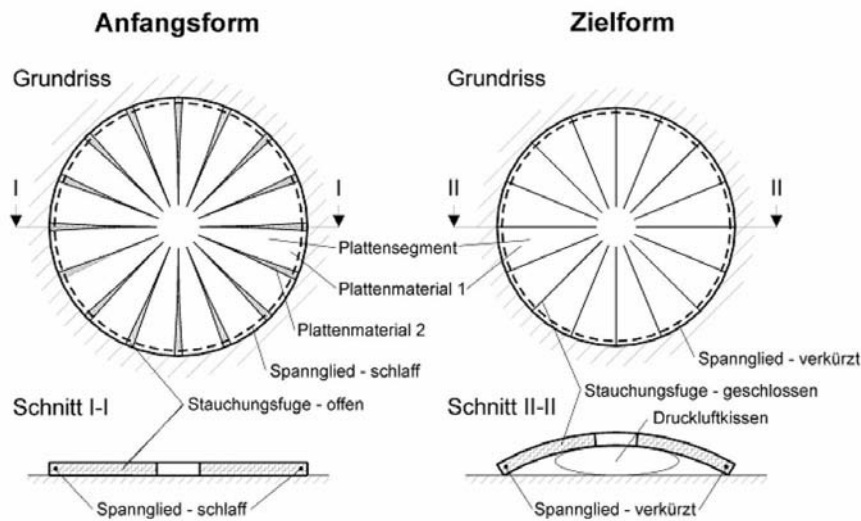 Anfangsform
Zielform
Grundriss
Grundriss
I
I
II
II
Plattensegment
Plattenmaterial 1
Plattenmaterial 2
Spannglied - schlaff
Spannglied - verkürzt
Stauchungsfuge - offen
Stauchungsfuge - geschlossen
Schnitt I-I
Schnitt II-II
Druckluftkissen
Spannglied - schlaff
Spannglied - verkürzt